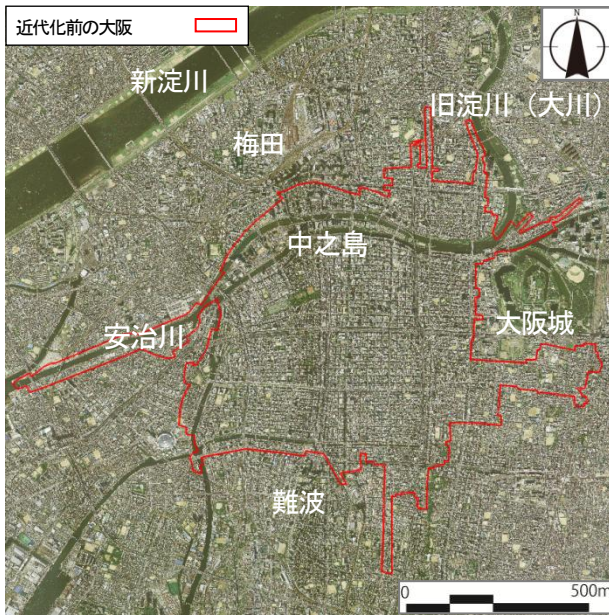 近代化前の大阪
新淀川
旧淀川（大川）
梅田
中之島
安治川
大阪城
難波
0 500m